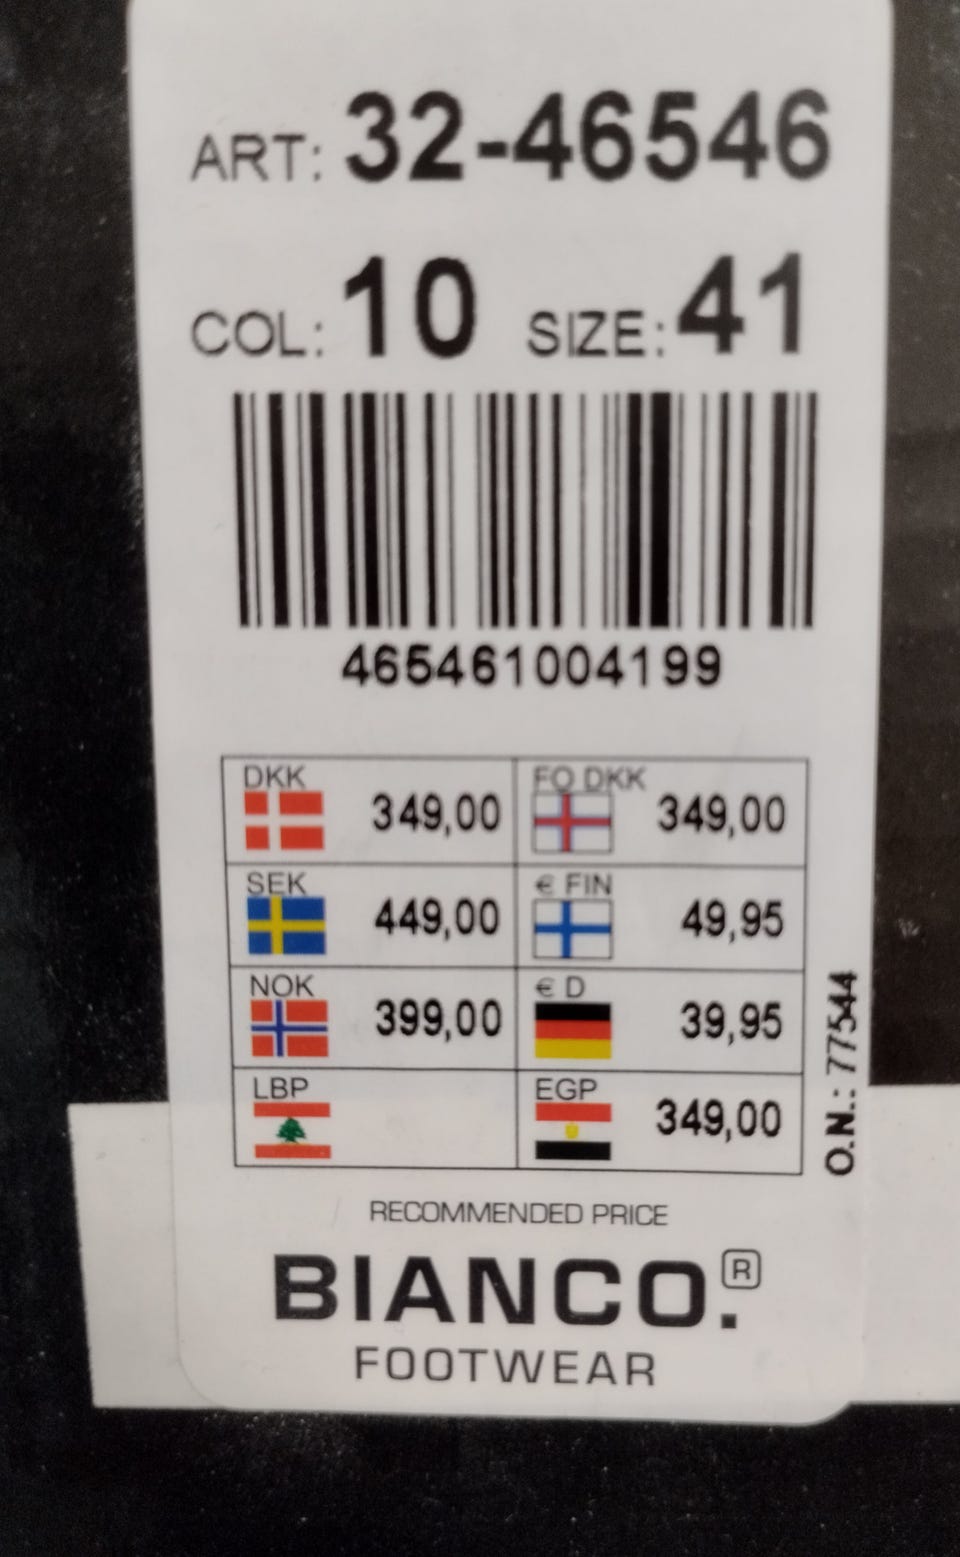 ART: 32-46546
COL: 10 SIZE: 41
465461004199
DKK 349,00
FO DKK 349,00
SEK 449,00
€ FIN 49,95
NOK 399,00
€ D 39,95
LBP
EGP 349,00
O.N.: 77544
RECOMMENDED PRICE
BIANCO.®
FOOTWEAR